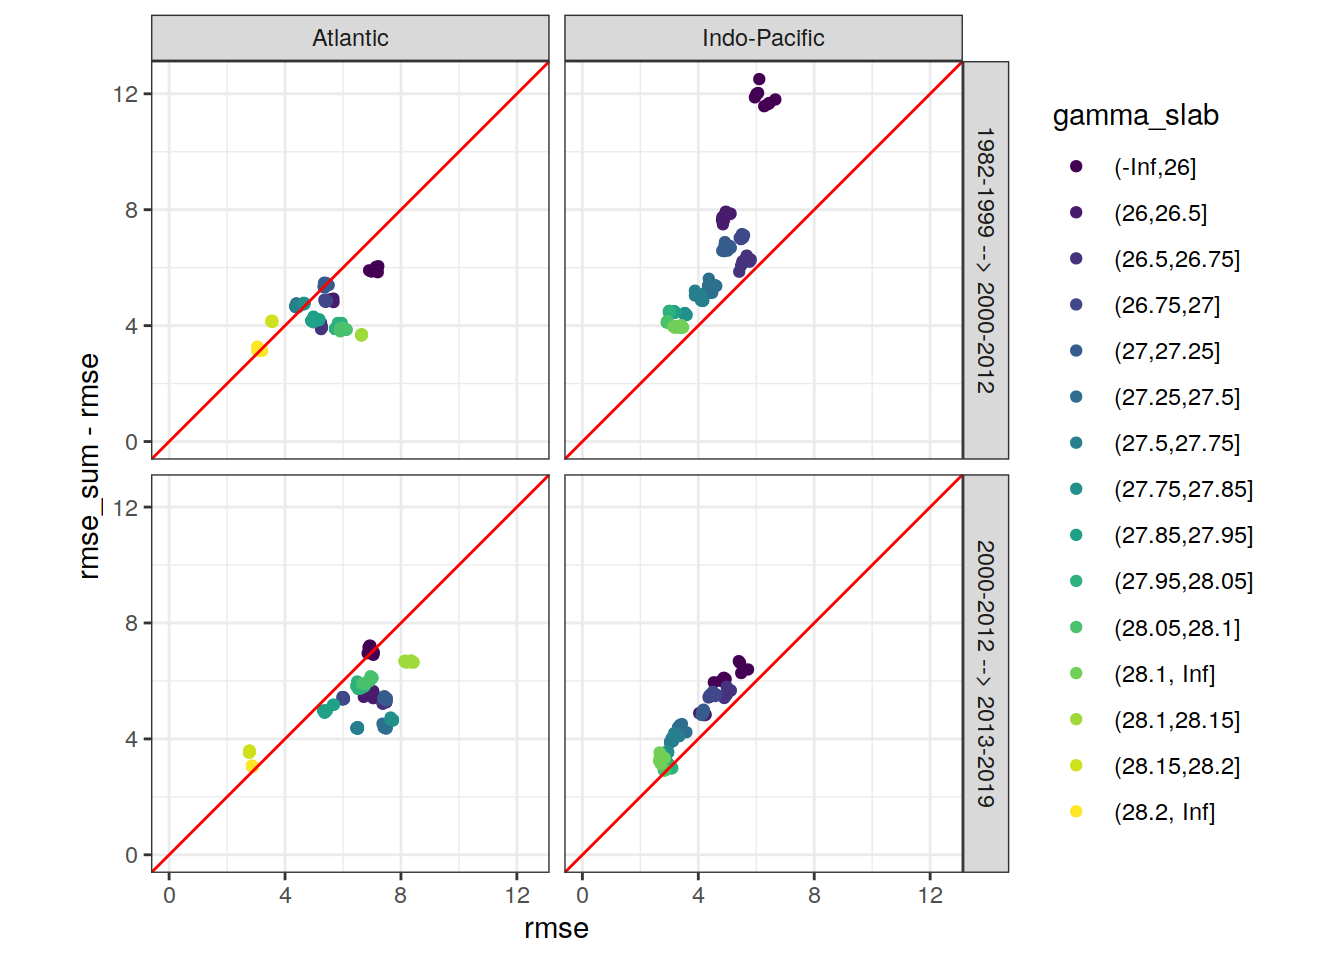 Atlantic
Indo-Pacific
12
8
4
0
1982-1999 --> 2000-2012
12
8
4
0
2000-2012 --> 2013-2019
0
4
8
12
0
4
8
12
rmse
rmse_sum - rmse
gamma_slab
(-Inf,26]
(26,26.5]
(26.5,26.75]
(26.75,27]
(27,27.25]
(27.25,27.5]
(27.5,27.75]
(27.75,27.85]
(27.85,27.95]
(27.95,28.05]
(28.05,28.1]
(28.1, Inf]
(28.1,28.15]
(28.15,28.2]
(28.2, Inf]